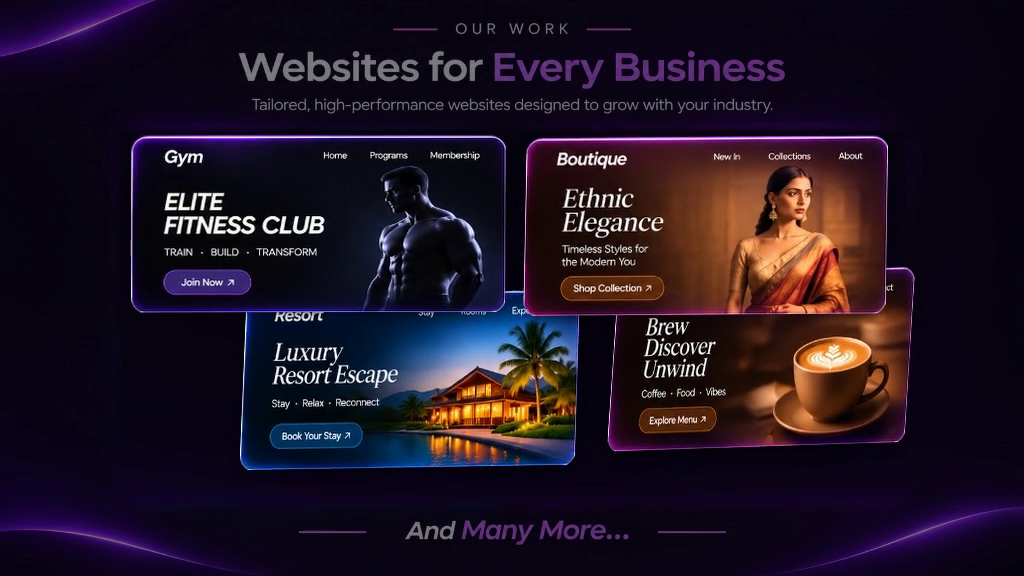 OUR WORK
Websites for Every Business
Tailored, high-performance websites designed to grow with your industry.
Gym
Home Programs Membership
ELITE
FITNESS CLUB
TRAIN · BUILD · TRANSFORM
Join Now ↗
Boutique
New In Collections About
Ethnic
Elegance
Timeless Styles for
the Modern You
Shop Collection ↗
Resort
Stay Rooms
Luxury
Resort Escape
Stay · Relax · Reconnect
Book Your Stay ↗
Brew
Discover
Unwind
Coffee · Food · Vibes
Explore Menu ↗
And Many More...